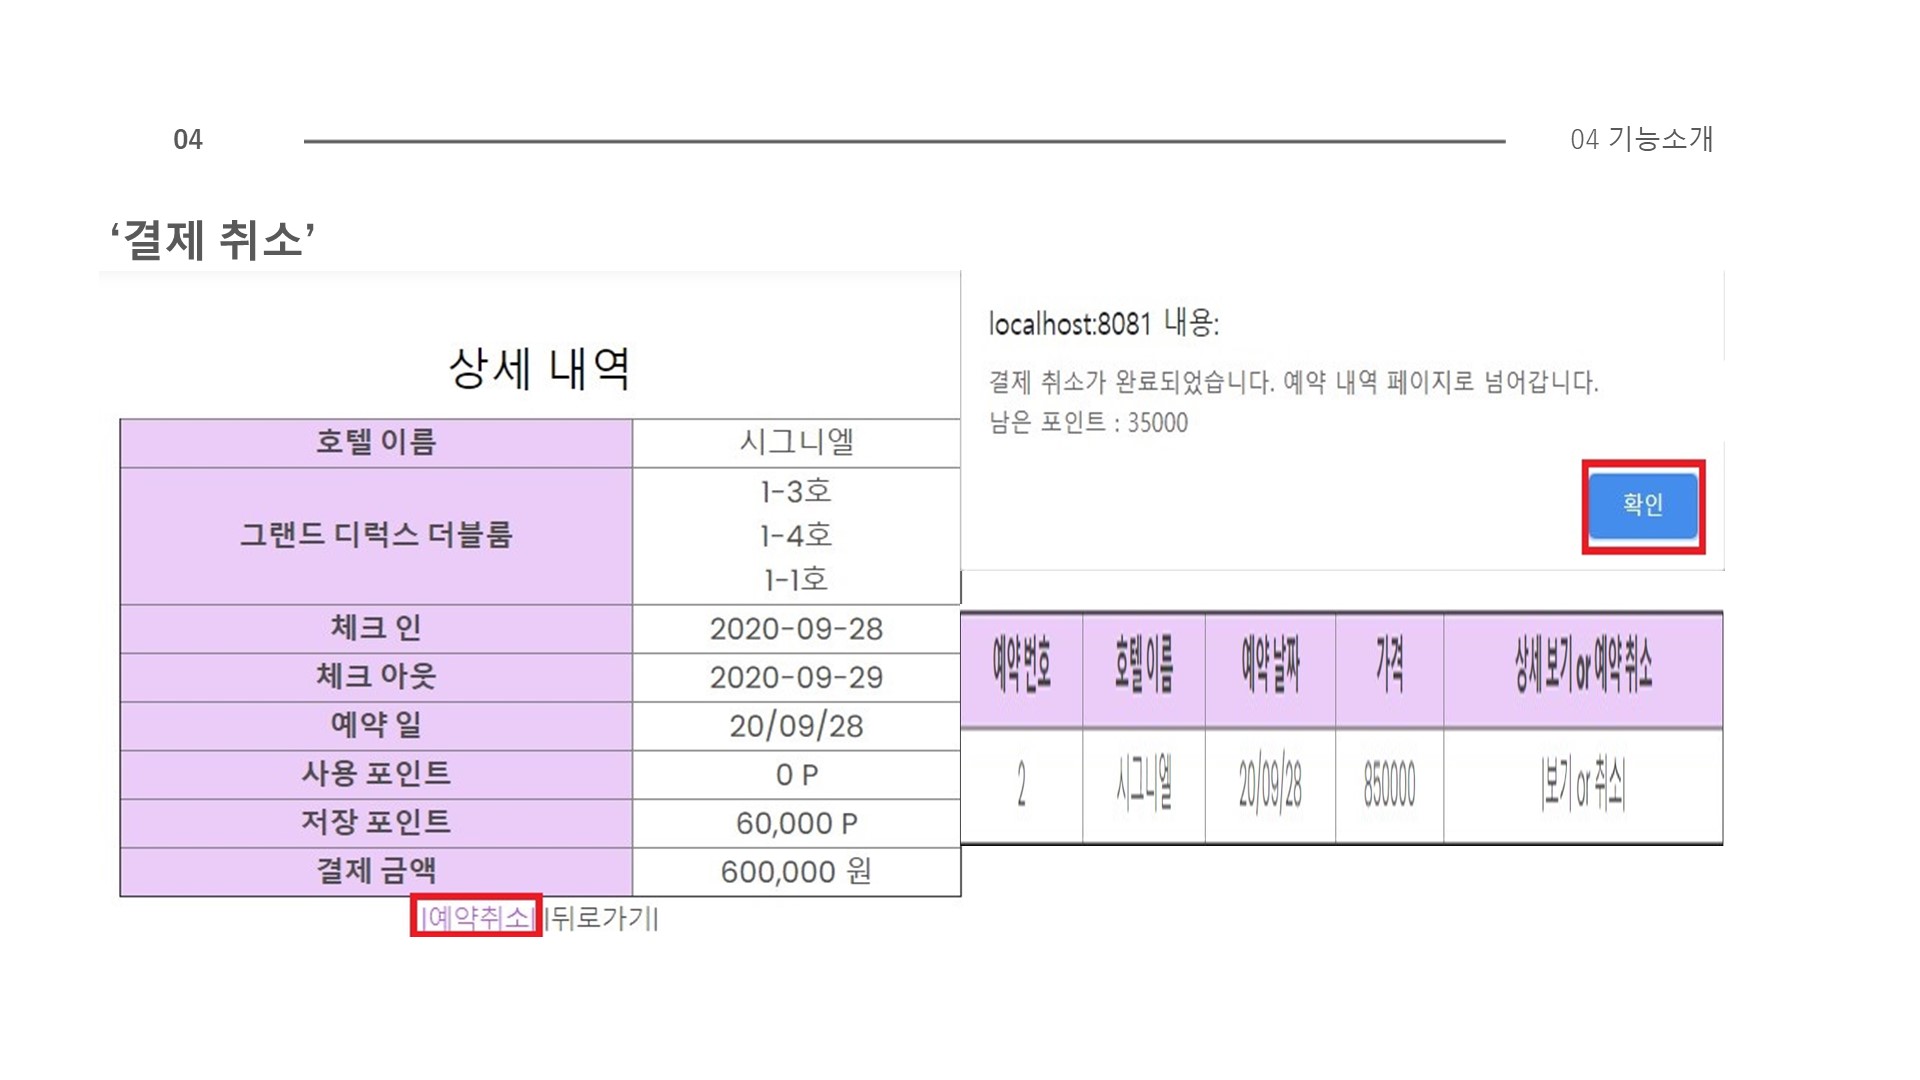 04
04 기능소개
‘결제 취소’
상세 내역
호텔 이름 시그니엘
그랜드 디럭스 더블룸 1-3호
1-4호
1-1호
체크 인 2020-09-28
체크 아웃 2020-09-29
예약 일 20/09/28
사용 포인트 0 P
저장 포인트 60,000 P
결제 금액 600,000 원
|예약취소| |뒤로가기|
localhost:8081 내용:
결제 취소가 완료되었습니다. 예약 내역 페이지로 넘어갑니다.
남은 포인트 : 35000
확인
예약 번호 호텔 이름 예약 날짜 가격 상세 보기 or 예약 취소
2 시그니엘 20/09/28 850000 |보기 or 취소|